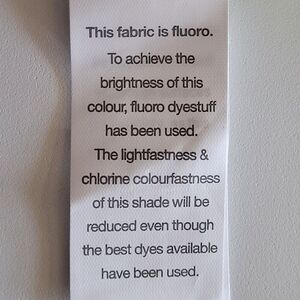 This fabric is fluoro.
To achieve the
brightness of this
colour, fluoro dyestuff
has been used.
The lightfastness &
chlorine colourfastness
of this shade will be
reduced even though
the best dyes available
have been used.